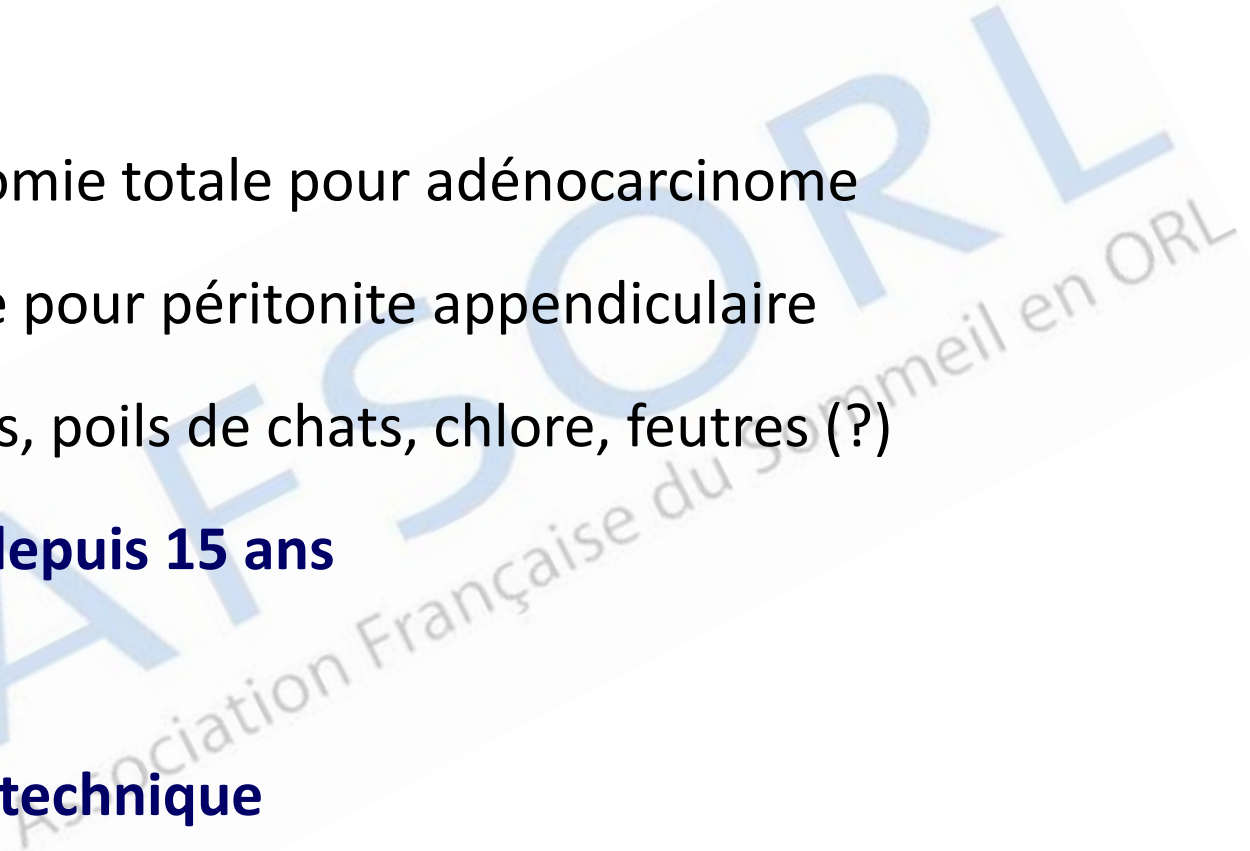 omie totale pour adénocarcinome
e pour péritonite appendiculaire
s, poils de chats, chlore, feutres (?)
depuis 15 ans
technique
AFSORL
Association Française du Sommeil en ORL